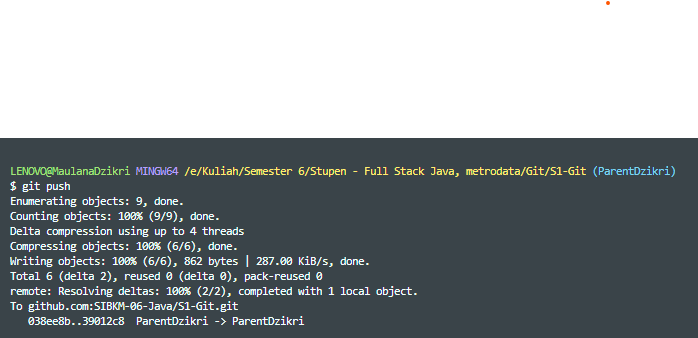 LENOVO@MaulanaDzikri MINGW64 /e/Kuliah/Semester 6/Stupen - Full Stack Java, metrodata/Git/S1-Git (ParentDzikri)
$ git push
Enumerating objects: 9, done.
Counting objects: 100% (9/9), done.
Delta compression using up to 4 threads
Compressing objects: 100% (6/6), done.
Writing objects: 100% (6/6), 862 bytes | 287.00 KiB/s, done.
Total 6 (delta 2), reused 0 (delta 0), pack-reused 0
remote: Resolving deltas: 100% (2/2), completed with 1 local object.
To github.com:SIBKM-06-Java/S1-Git.git
   038ee8b..39012c8  ParentDzikri -> ParentDzikri